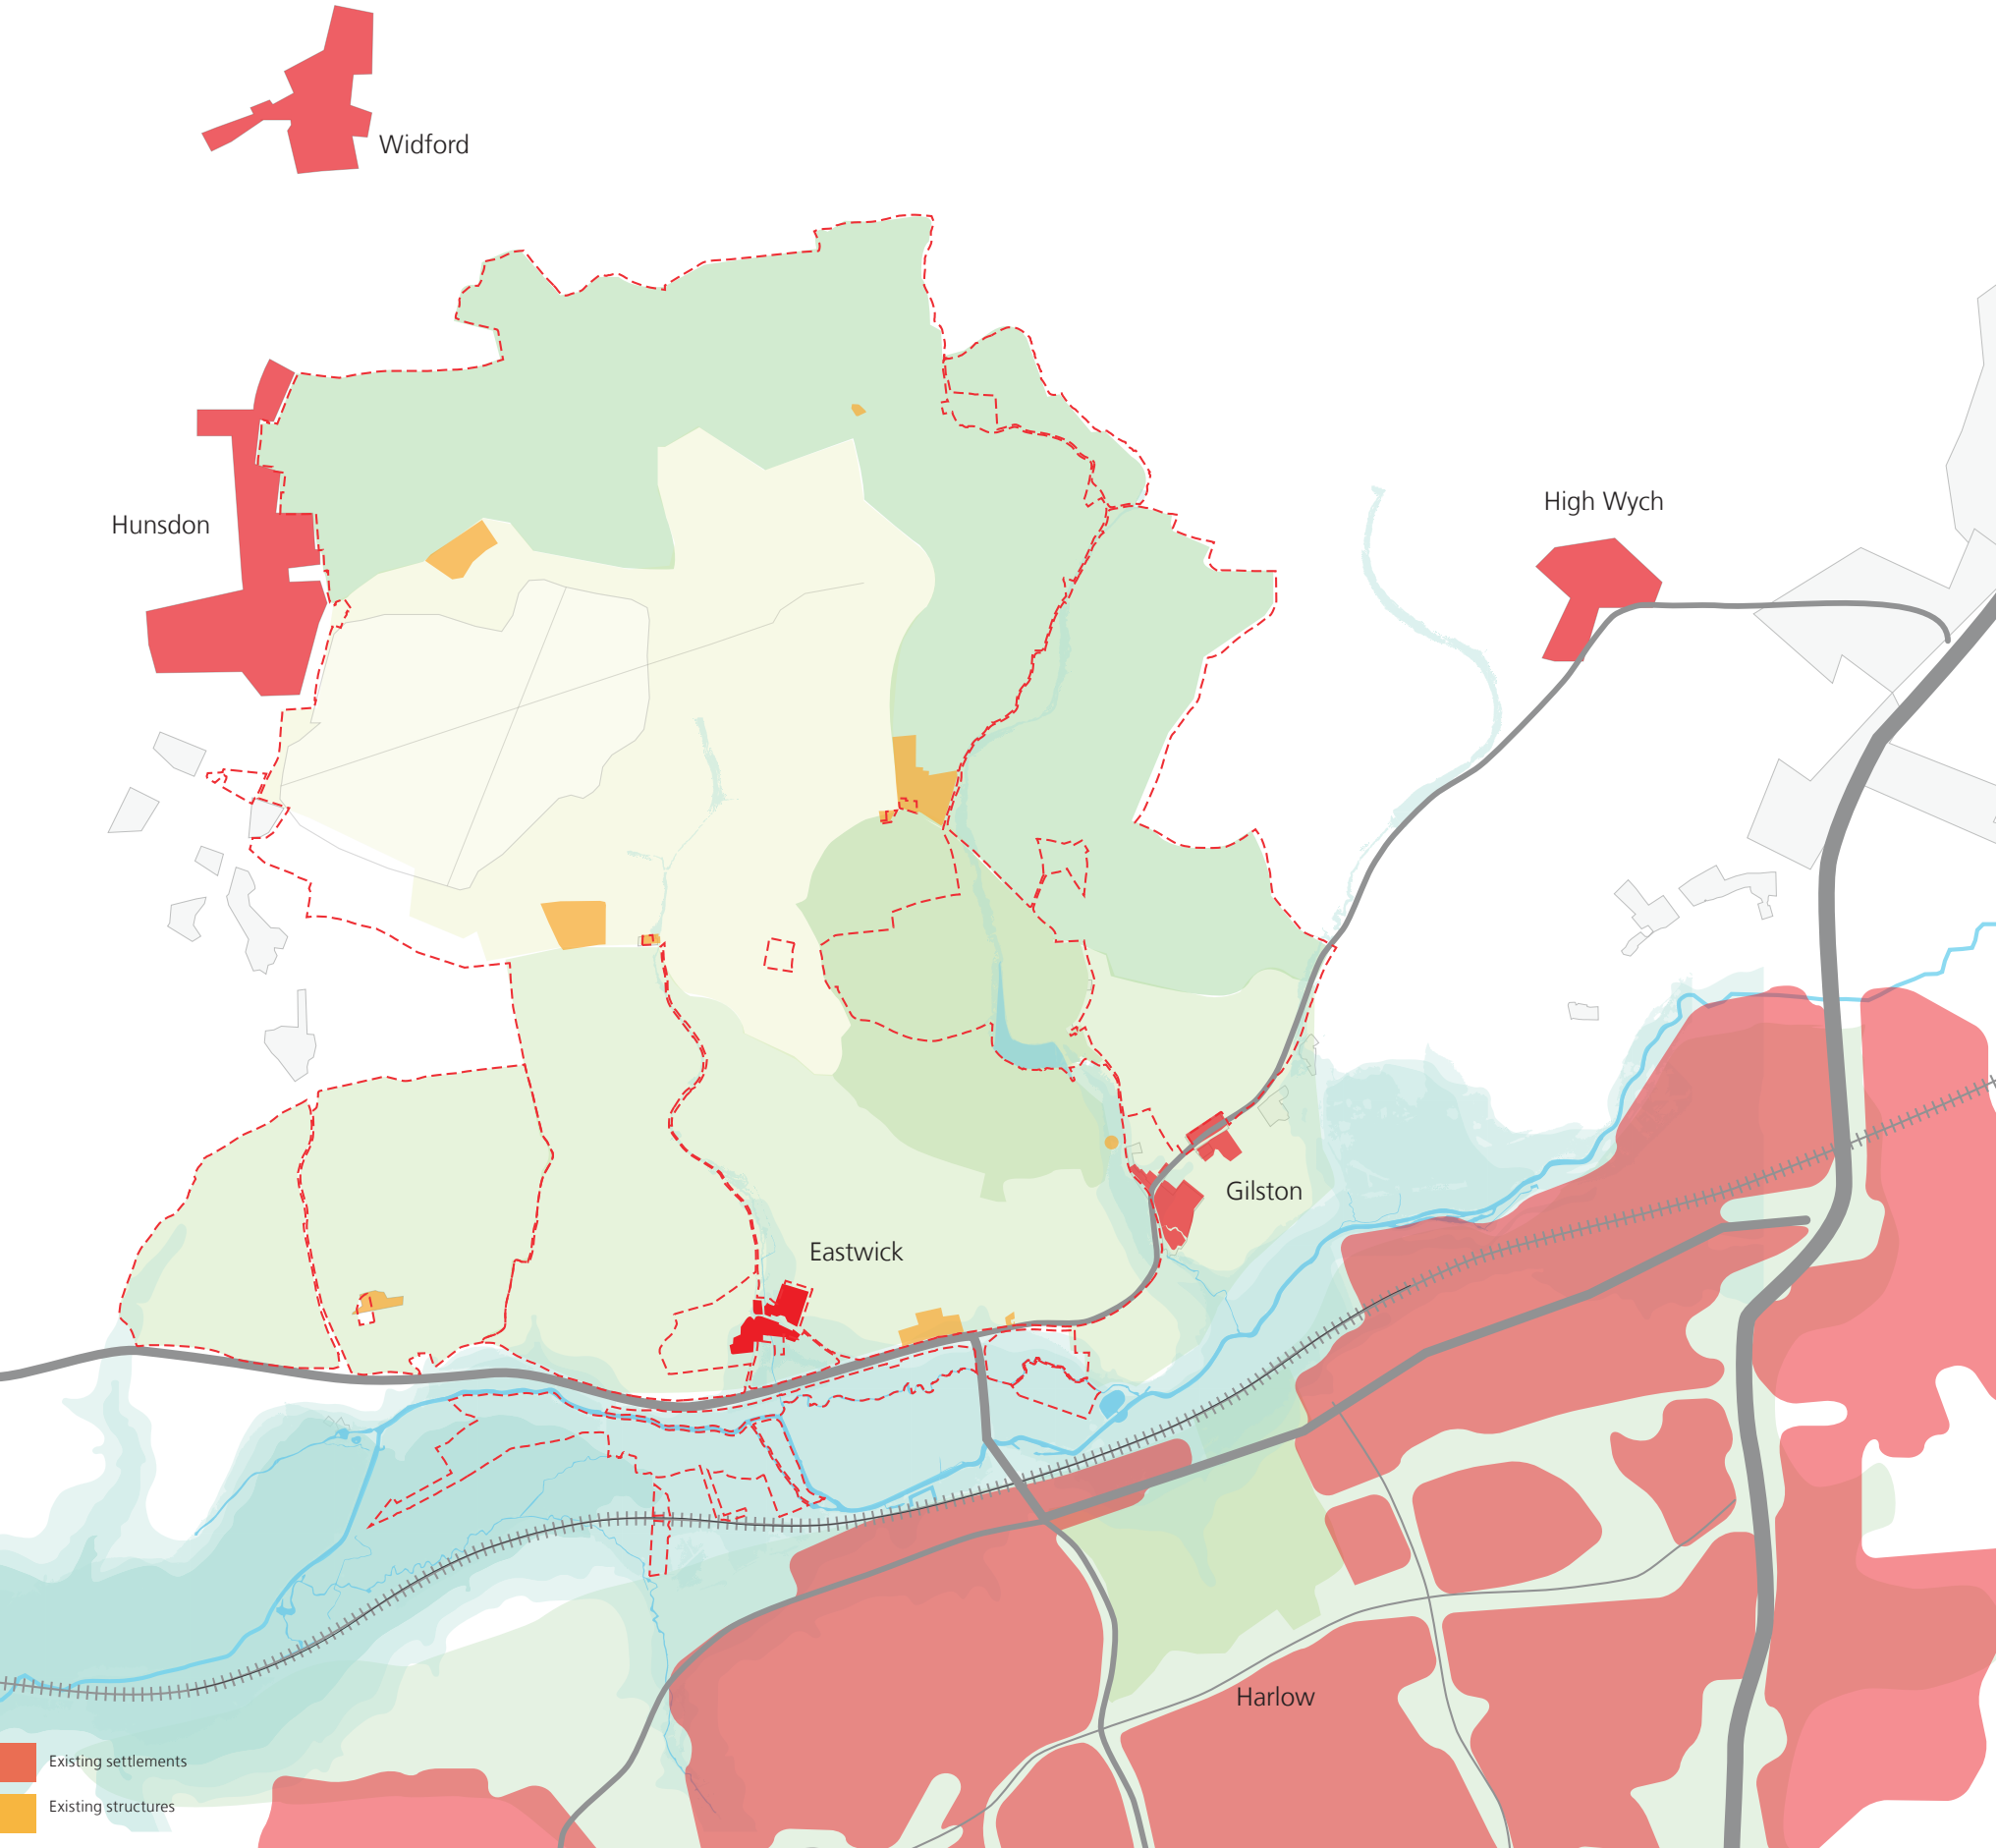 Widford
High Wych
Hunsdon
Gilston
Eastwick
Harlow
Existing settlements
Existing structures